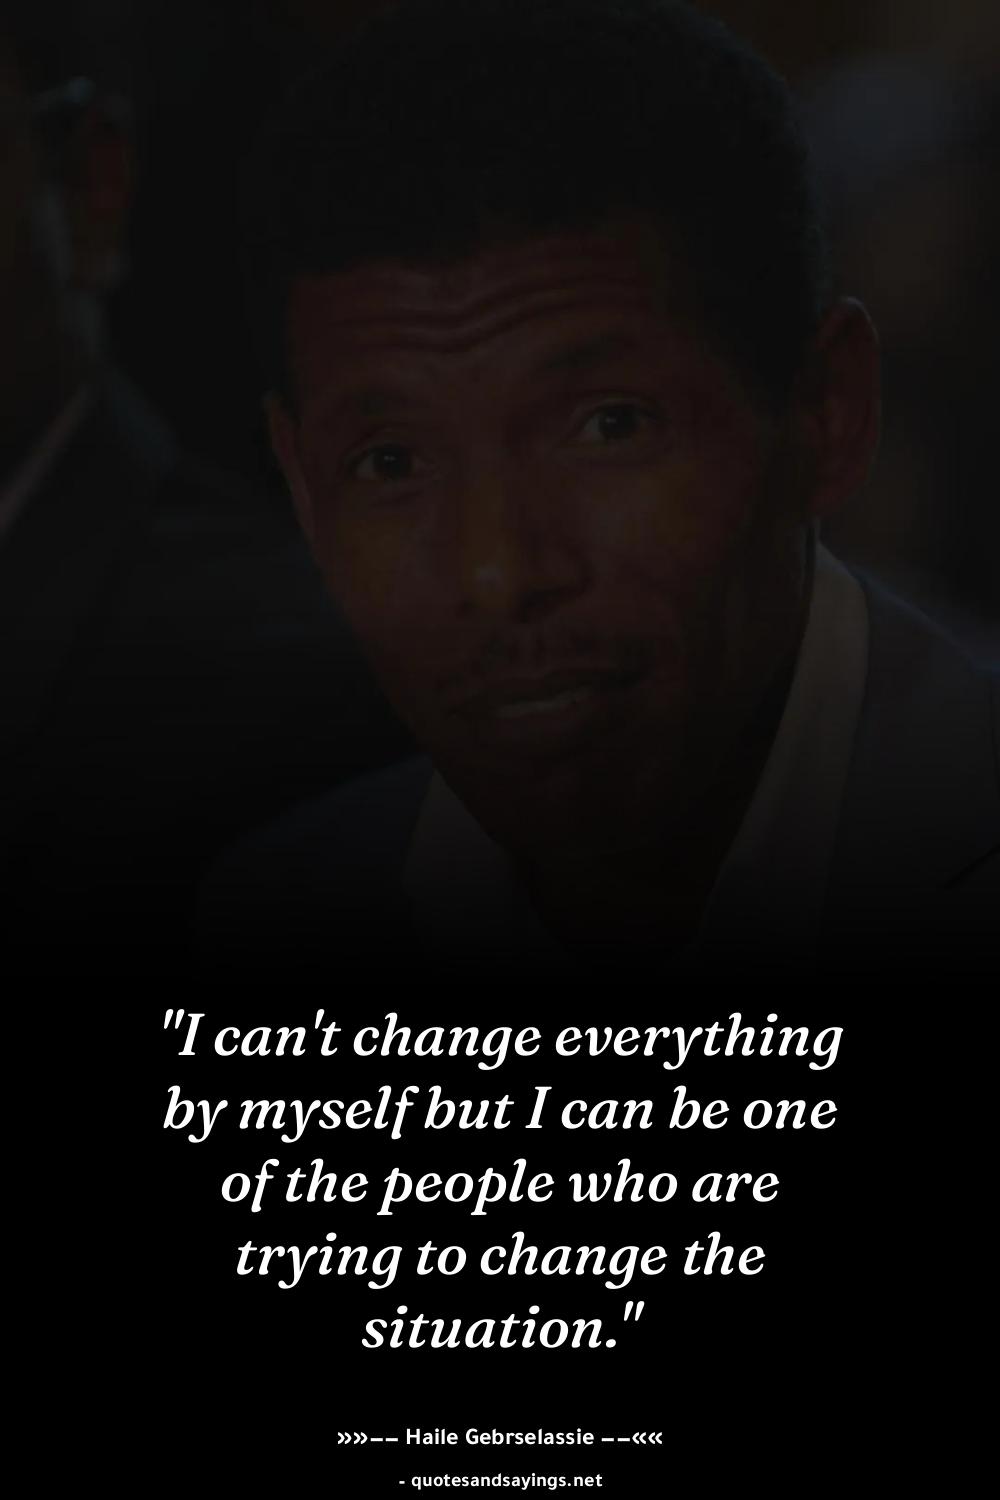 "I can't change everything
by myself but I can be one
of the people who are
trying to change the
situation."
»»–– Haile Gebrselassie ––««
- quotesandsayings.net